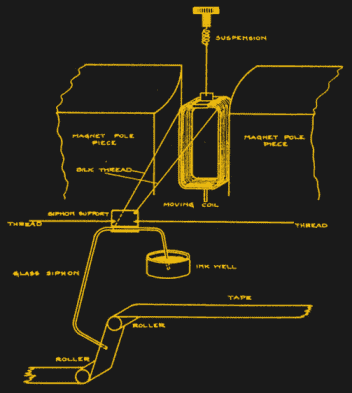 SUSPENSION
MAGNET POLE
PIECE
MAGNET POLE
PIECE
SILK THREAD
MOVING COIL
SIPHON SUPPORT
THREAD
THREAD
INK WELL
GLASS SIPHON
TAPE
ROLLER
ROLLER